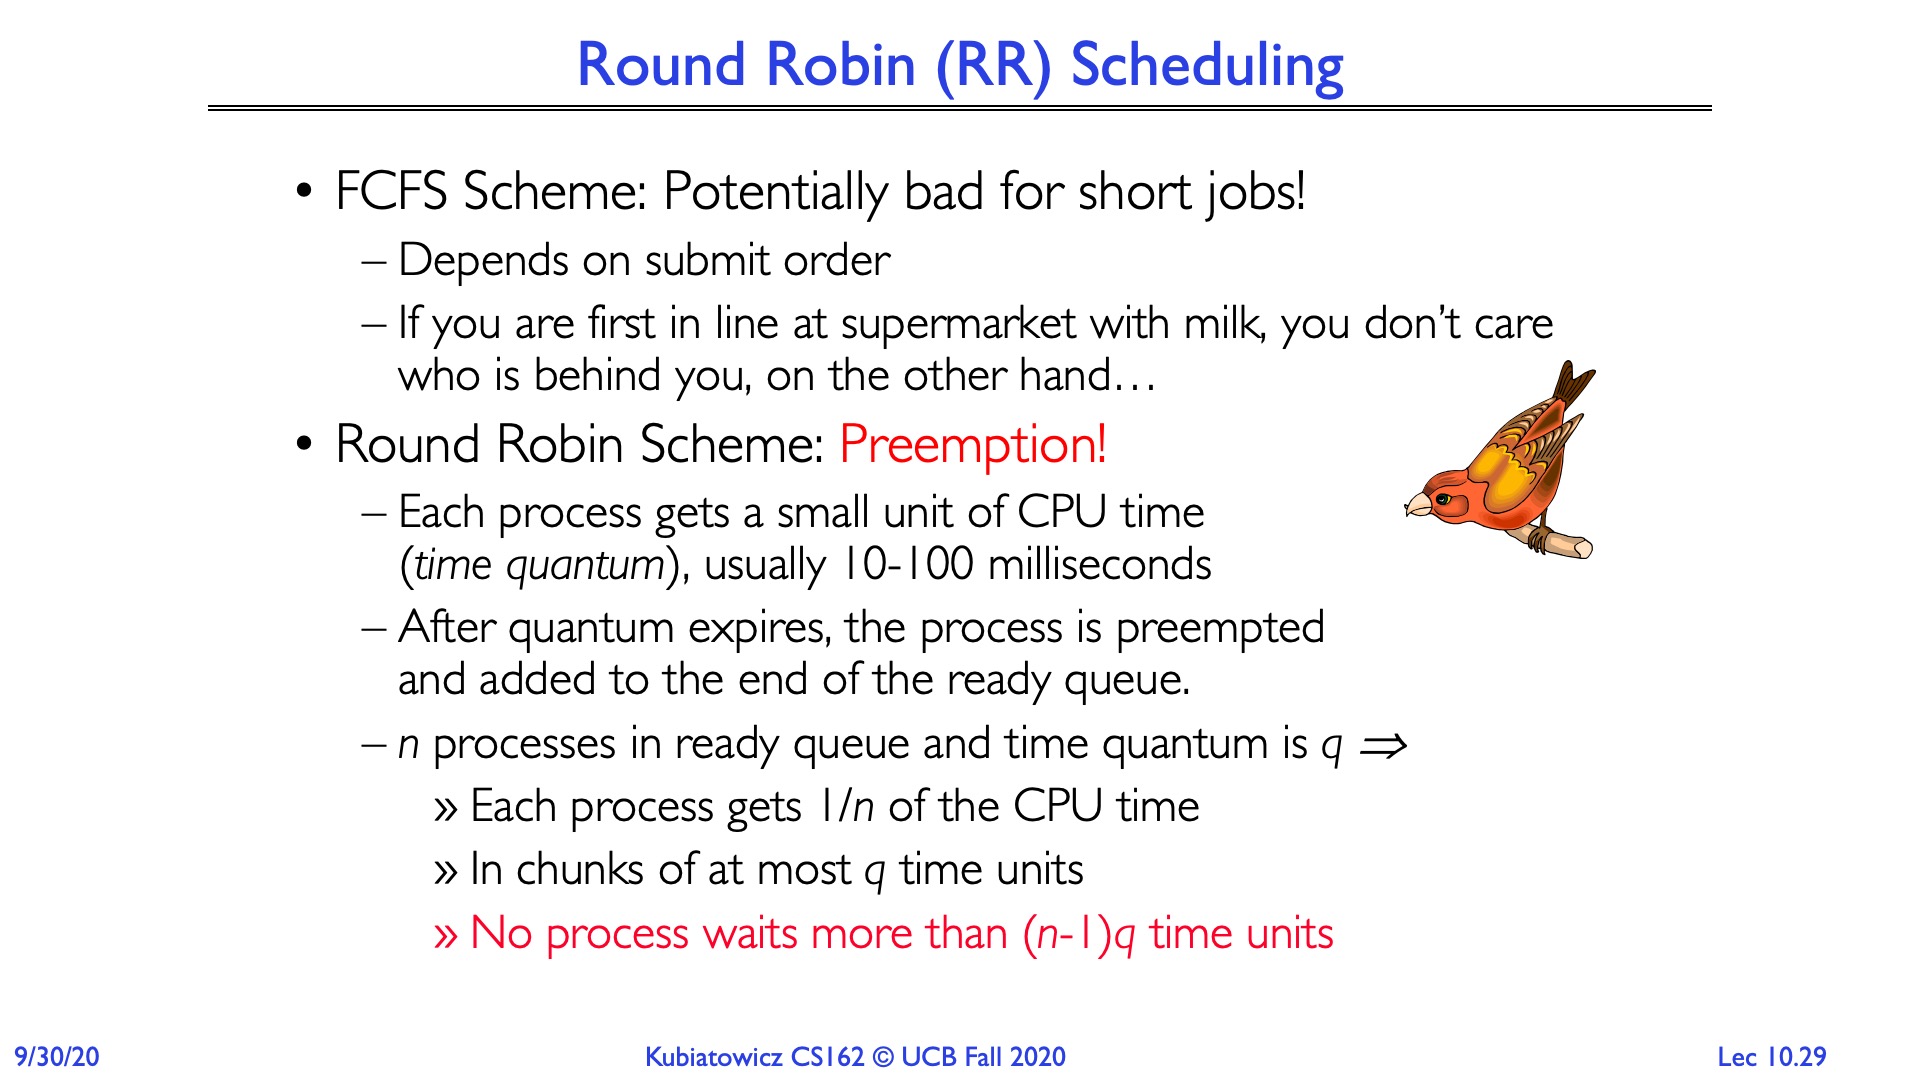 Round Robin (RR) Scheduling
• FCFS Scheme: Potentially bad for short jobs!
– Depends on submit order
– If you are first in line at supermarket with milk, you don’t care
who is behind you, on the other hand…
• Round Robin Scheme: Preemption!
– Each process gets a small unit of CPU time
(time quantum), usually 10-100 milliseconds
– After quantum expires, the process is preempted
and added to the end of the ready queue.
– n processes in ready queue and time quantum is q ⇒
» Each process gets 1/n of the CPU time
» In chunks of at most q time units
» No process waits more than (n-1)q time units
9/30/20
Kubiatowicz CS162 © UCB Fall 2020
Lec 10.29